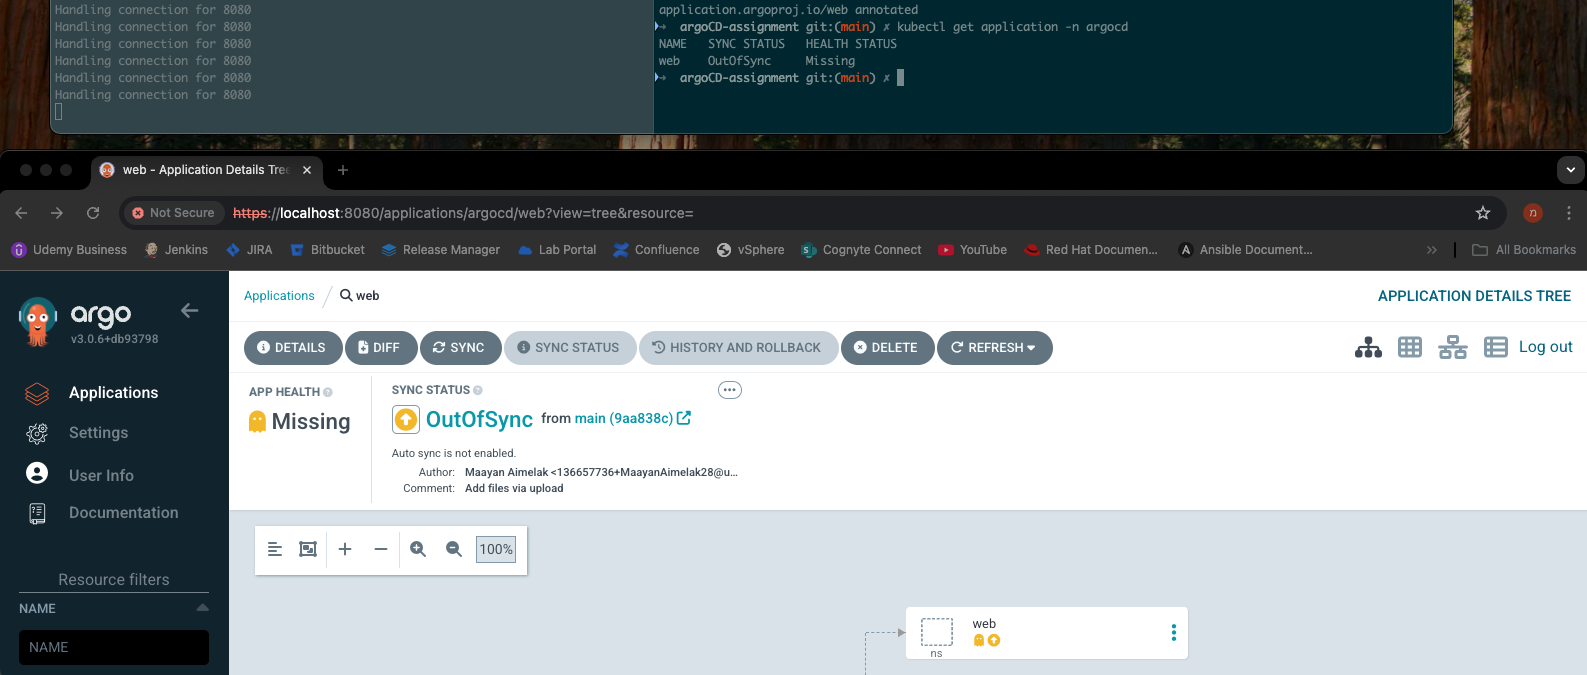 Handling connection for 8080
Handling connection for 8080
Handling connection for 8080
Handling connection for 8080
Handling connection for 8080
Handling connection for 8080
application.argoproj.io/web annotated
argoCD-assignment git:(main) ✗ kubectl get application -n argocd
NAME SYNC STATUS HEALTH STATUS
web OutOfSync Missing
argoCD-assignment git:(main) ✗
web - Application Details Tree
Not Secure https://localhost:8080/applications/argocd/web?view=tree&resource=
מ
Udemy Business Jenkins JIRA Bitbucket Release Manager Lab Portal Confluence vSphere Cognyte Connect YouTube Red Hat Documen... Ansible Document... All Bookmarks
argo
v3.0.6+db93798
Applications
Settings
User Info
Documentation
Resource filters
NAME
NAME
Applications / web APPLICATION DETAILS TREE
DETAILS DIFF SYNC SYNC STATUS HISTORY AND ROLLBACK DELETE REFRESH Log out
APP HEALTH
Missing
SYNC STATUS
OutOfSync from main (9aa838c)
Auto sync is not enabled.
Author: Maayan Aimelak <136657736+MaayanAimelak28@u...
Comment: Add files via upload
100%
web
ns